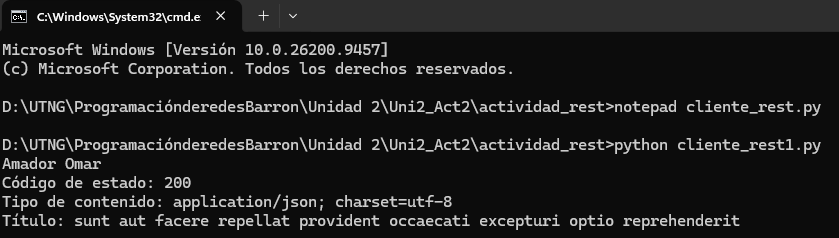 C:\Windows\System32\cmd.e
Microsoft Windows [Versión 10.0.26200.9457]
(c) Microsoft Corporation. Todos los derechos reservados.
D:\UTNG\ProgramaciónderedesBarron\Unidad 2\Uni2_Act2\actividad_rest>notepad cliente_rest.py
D:\UTNG\ProgramaciónderedesBarron\Unidad 2\Uni2_Act2\actividad_rest>python cliente_rest1.py
Amador Omar
Código de estado: 200
Tipo de contenido: application/json; charset=utf-8
Título: sunt aut facere repellat provident occaecati excepturi optio reprehenderit